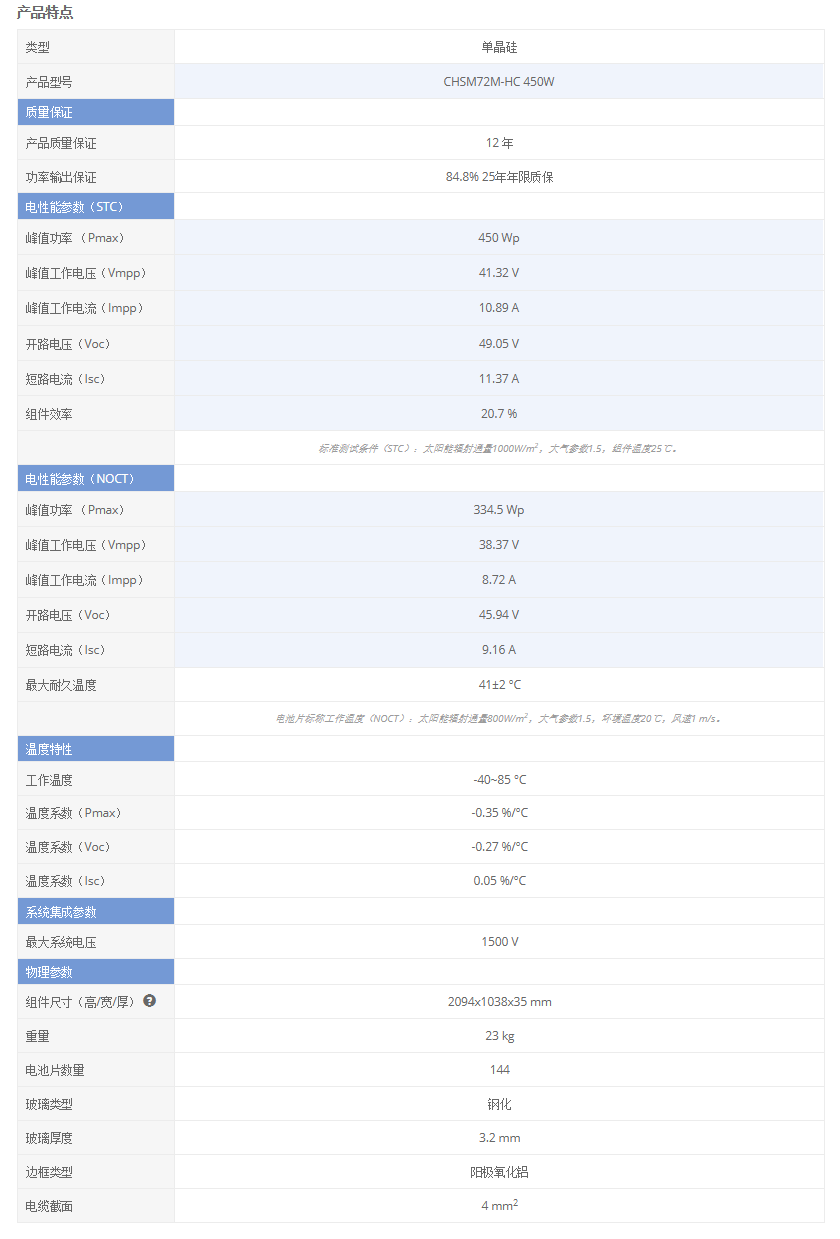 产品特点
类型 单晶硅
产品型号 CHSM72M-HC 450W
质量保证
产品质量保证 12 年
功率输出保证 84.8% 25年年限质保
电性能参数（STC）
峰值功率 （Pmax） 450 Wp
峰值工作电压（Vmpp） 41.32 V
峰值工作电流（Impp） 10.89 A
开路电压（Voc） 49.05 V
短路电流（Isc） 11.37 A
组件效率 20.7 %
标准测试条件（STC）：太阳能辐射通量1000W/m²，大气参数1.5，组件温度25℃。
电性能参数（NOCT）
峰值功率 （Pmax） 334.5 Wp
峰值工作电压（Vmpp） 38.37 V
峰值工作电流（Impp） 8.72 A
开路电压（Voc） 45.94 V
短路电流（Isc） 9.16 A
最大耐久温度 41±2 °C
电池片标称工作温度（NOCT）：太阳能辐射通量800W/m²，大气参数1.5，环境温度20℃，风速1 m/s。
温度特性
工作温度 -40~85 °C
温度系数（Pmax） -0.35 %/°C
温度系数（Voc） -0.27 %/°C
温度系数（Isc） 0.05 %/°C
系统集成参数
最大系统电压 1500 V
物理参数
组件尺寸（高/宽/厚） ? 2094x1038x35 mm
重量 23 kg
电池片数量 144
玻璃类型 钢化
玻璃厚度 3.2 mm
边框类型 阳极氧化铝
电缆截面 4 mm²